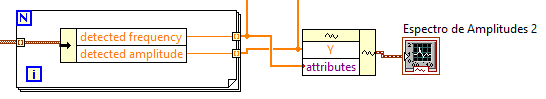 N
detected frequency
detected amplitude
i
Y
attributes
Espectro de Amplitudes 2